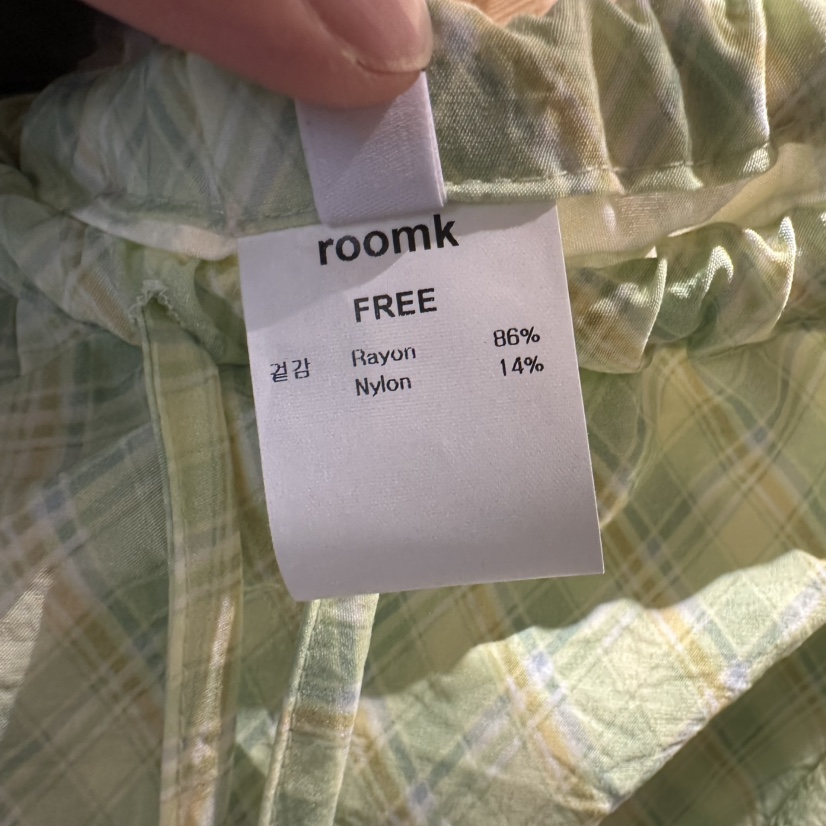 roomk
FREE
겉감 Rayon 86%
Nylon 14%